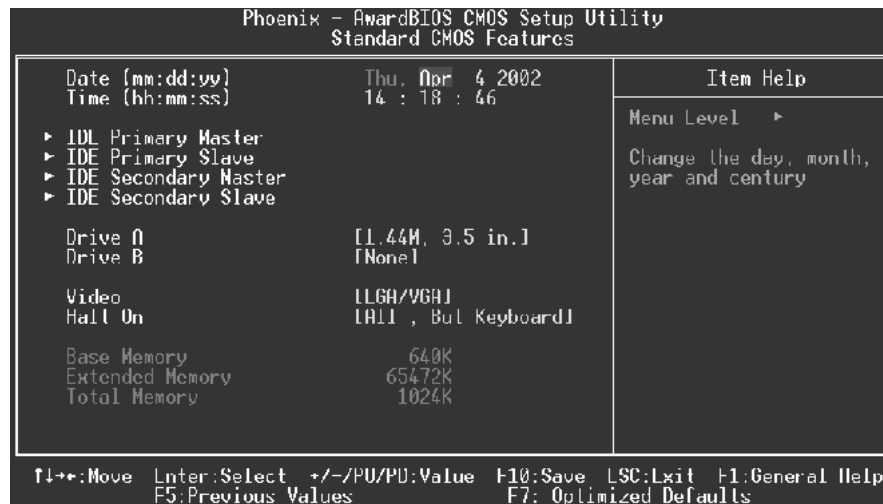 Phoenix - AwardBIOS CMOS Setup Utility
Standard CMOS Features
Date (mm:dd:yy) Thu, Apr 4 2002
Time (hh:mm:ss) 14 : 18 : 46
► IDE Primary Master
► IDE Primary Slave
► IDE Secondary Master
► IDE Secondary Slave
Drive A [1.44M, 3.5 in.]
Drive B [None]
Video [EGA/VGA]
Halt On [All , But Keyboard]
Base Memory 640K
Extended Memory 65472K
Total Memory 1024K
Item Help
Menu Level ►
Change the day, month,
year and century
↑↓→←:Move Enter:Select +/-/PU/PD:Value F10:Save ESC:Exit F1:General Help
F5:Previous Values F7: Optimized Defaults